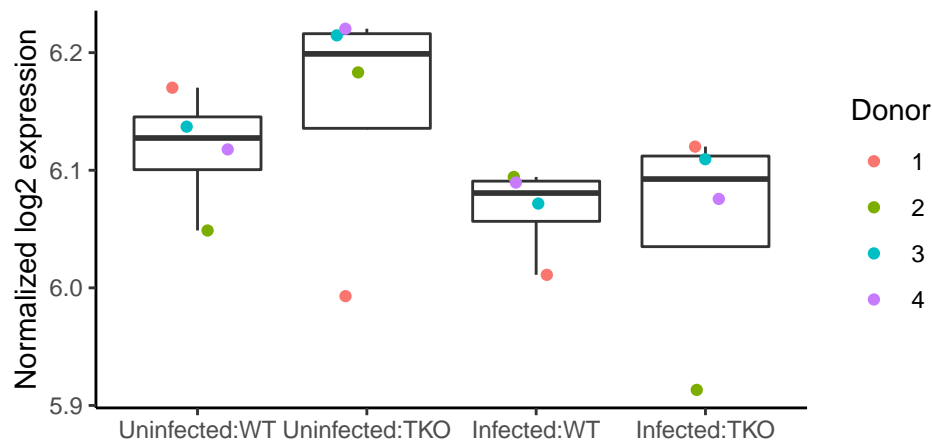 Normalized log2 expression
6.2
6.1
6.0
5.9
Uninfected:WT Uninfected:TKO Infected:WT Infected:TKO
Donor
1
2
3
4